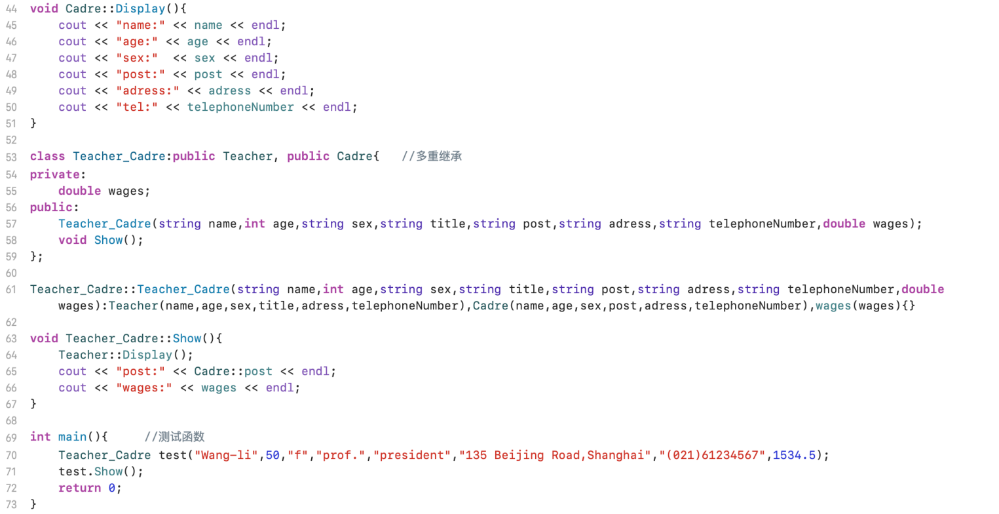 44 void Cadre::Display(){
45     cout << "name:" << name << endl;
46     cout << "age:" << age << endl;
47     cout << "sex:"  << sex << endl;
48     cout << "post:" << post << endl;
49     cout << "adress:" << adress << endl;
50     cout << "tel:" << telephoneNumber << endl;
51 }
52
53 class Teacher_Cadre:public Teacher, public Cadre{   //多重继承
54 private:
55     double wages;
56 public:
57     Teacher_Cadre(string name,int age,string sex,string title,string post,string adress,string telephoneNumber,double wages);
58     void Show();
59 };
60
61 Teacher_Cadre::Teacher_Cadre(string name,int age,string sex,string title,string post,string adress,string telephoneNumber,double
    wages):Teacher(name,age,sex,title,adress,telephoneNumber),Cadre(name,age,sex,post,adress,telephoneNumber),wages(wages){}
62
63 void Teacher_Cadre::Show(){
64     Teacher::Display();
65     cout << "post:" << Cadre::post << endl;
66     cout << "wages:" << wages << endl;
67 }
68
69 int main(){     //测试函数
70     Teacher_Cadre test("Wang-li",50,"f","prof.","president","135 Beijing Road,Shanghai","(021)61234567",1534.5);
71     test.Show();
72     return 0;
73 }